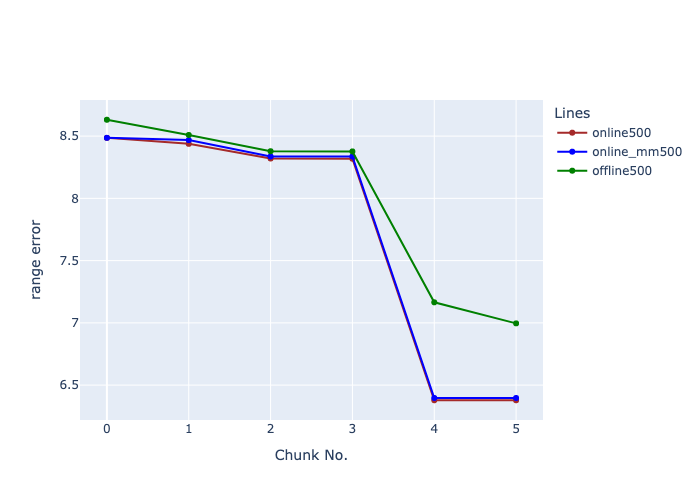 Lines
online500
online_mm500
offline500
range error
8.5
8
7.5
7
6.5
0 1 2 3 4 5
Chunk No.